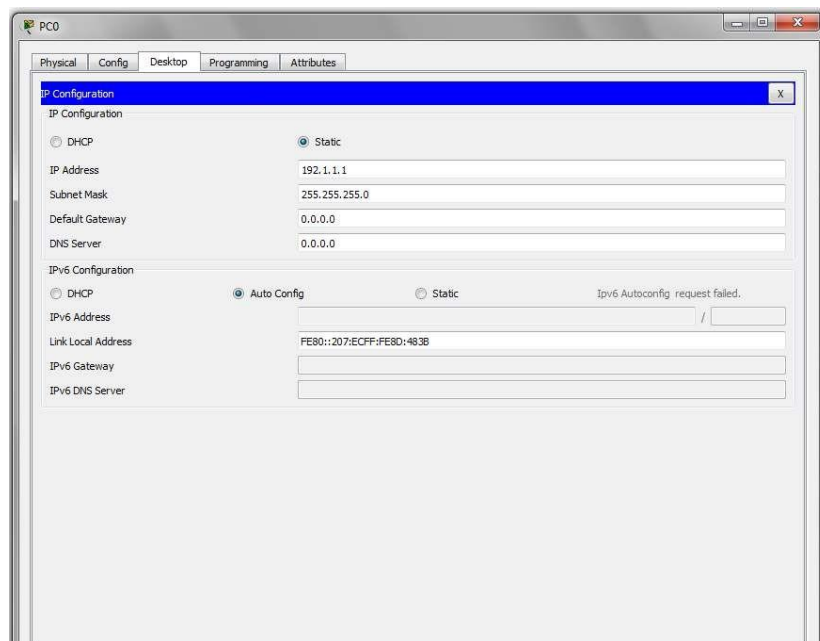 PC0
Physical Config Desktop Programming Attributes
IP Configuration X
IP Configuration
DHCP Static
IP Address 192.1.1.1
Subnet Mask 255.255.255.0
Default Gateway 0.0.0.0
DNS Server 0.0.0.0
IPv6 Configuration
DHCP Auto Config Static Ipv6 Autoconfig request failed.
IPv6 Address /
Link Local Address FE80::207:ECFF:FE8D:483B
IPv6 Gateway
IPv6 DNS Server